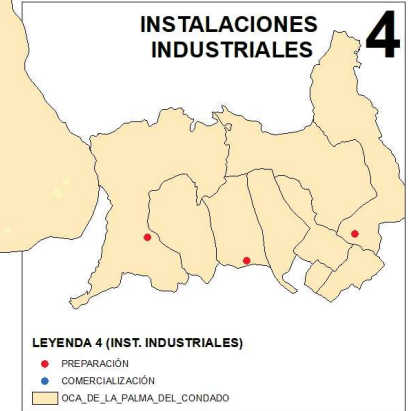 INSTALACIONES
INDUSTRIALES
4
LEYENDA 4 (INST. INDUSTRIALES)
PREPARACIÓN
COMERCIALIZACIÓN
OCA_DE_LA_PALMA_DEL_CONDADO